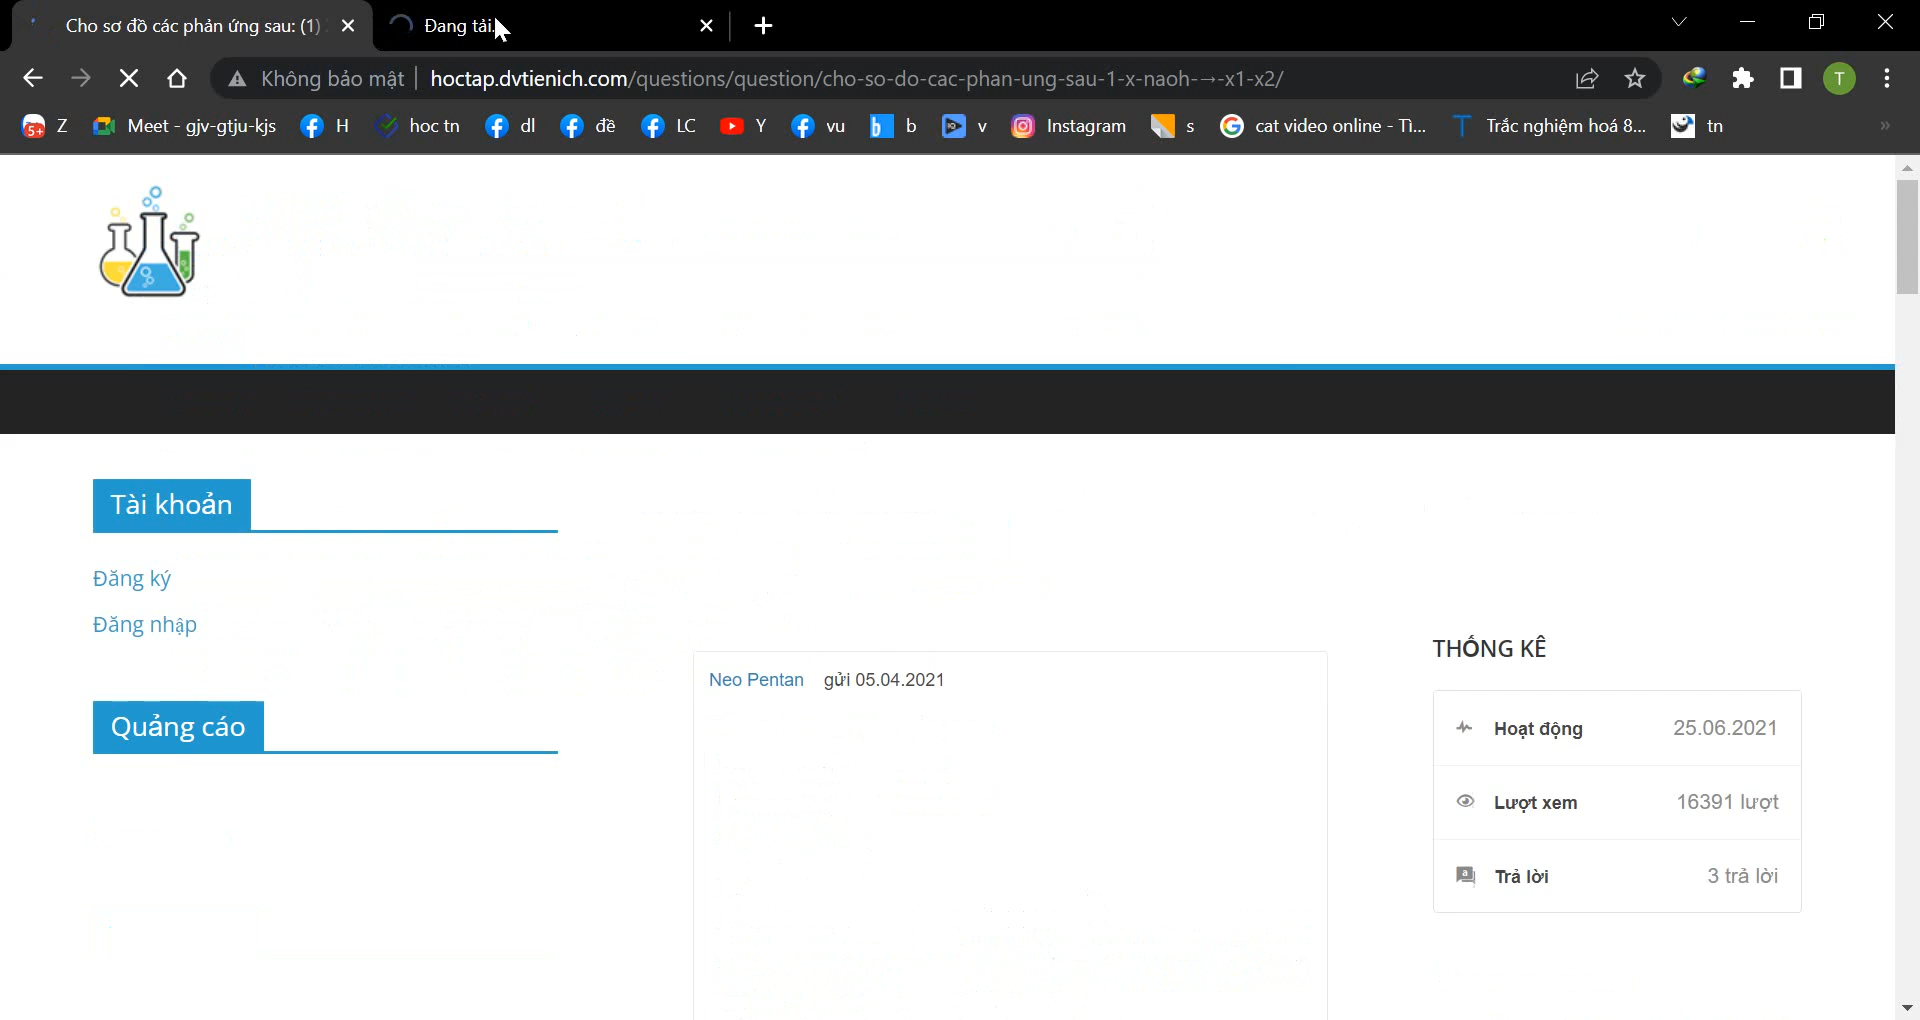 Cho sơ đồ các phản ứng sau: (1)
Đang tải.
Không bảo mật
hoctap.dvtienich.com/questions/question/cho-so-do-cac-phan-ung-sau-1-x-naoh-→-x1-x2/
T
5+ Z
Meet - gjv-gtju-kjs
H
hoc tn
dl
đề
LC
Y
vu
b
v
Instagram
s
cat video online - Tì...
Trắc nghiệm hoá 8...
tn
»
Tài khoản
Đăng ký
Đăng nhập
Quảng cáo
Neo Pentan gửi 05.04.2021
THỐNG KÊ
Hoạt động 25.06.2021
Lượt xem 16391 lượt
Trả lời 3 trả lời